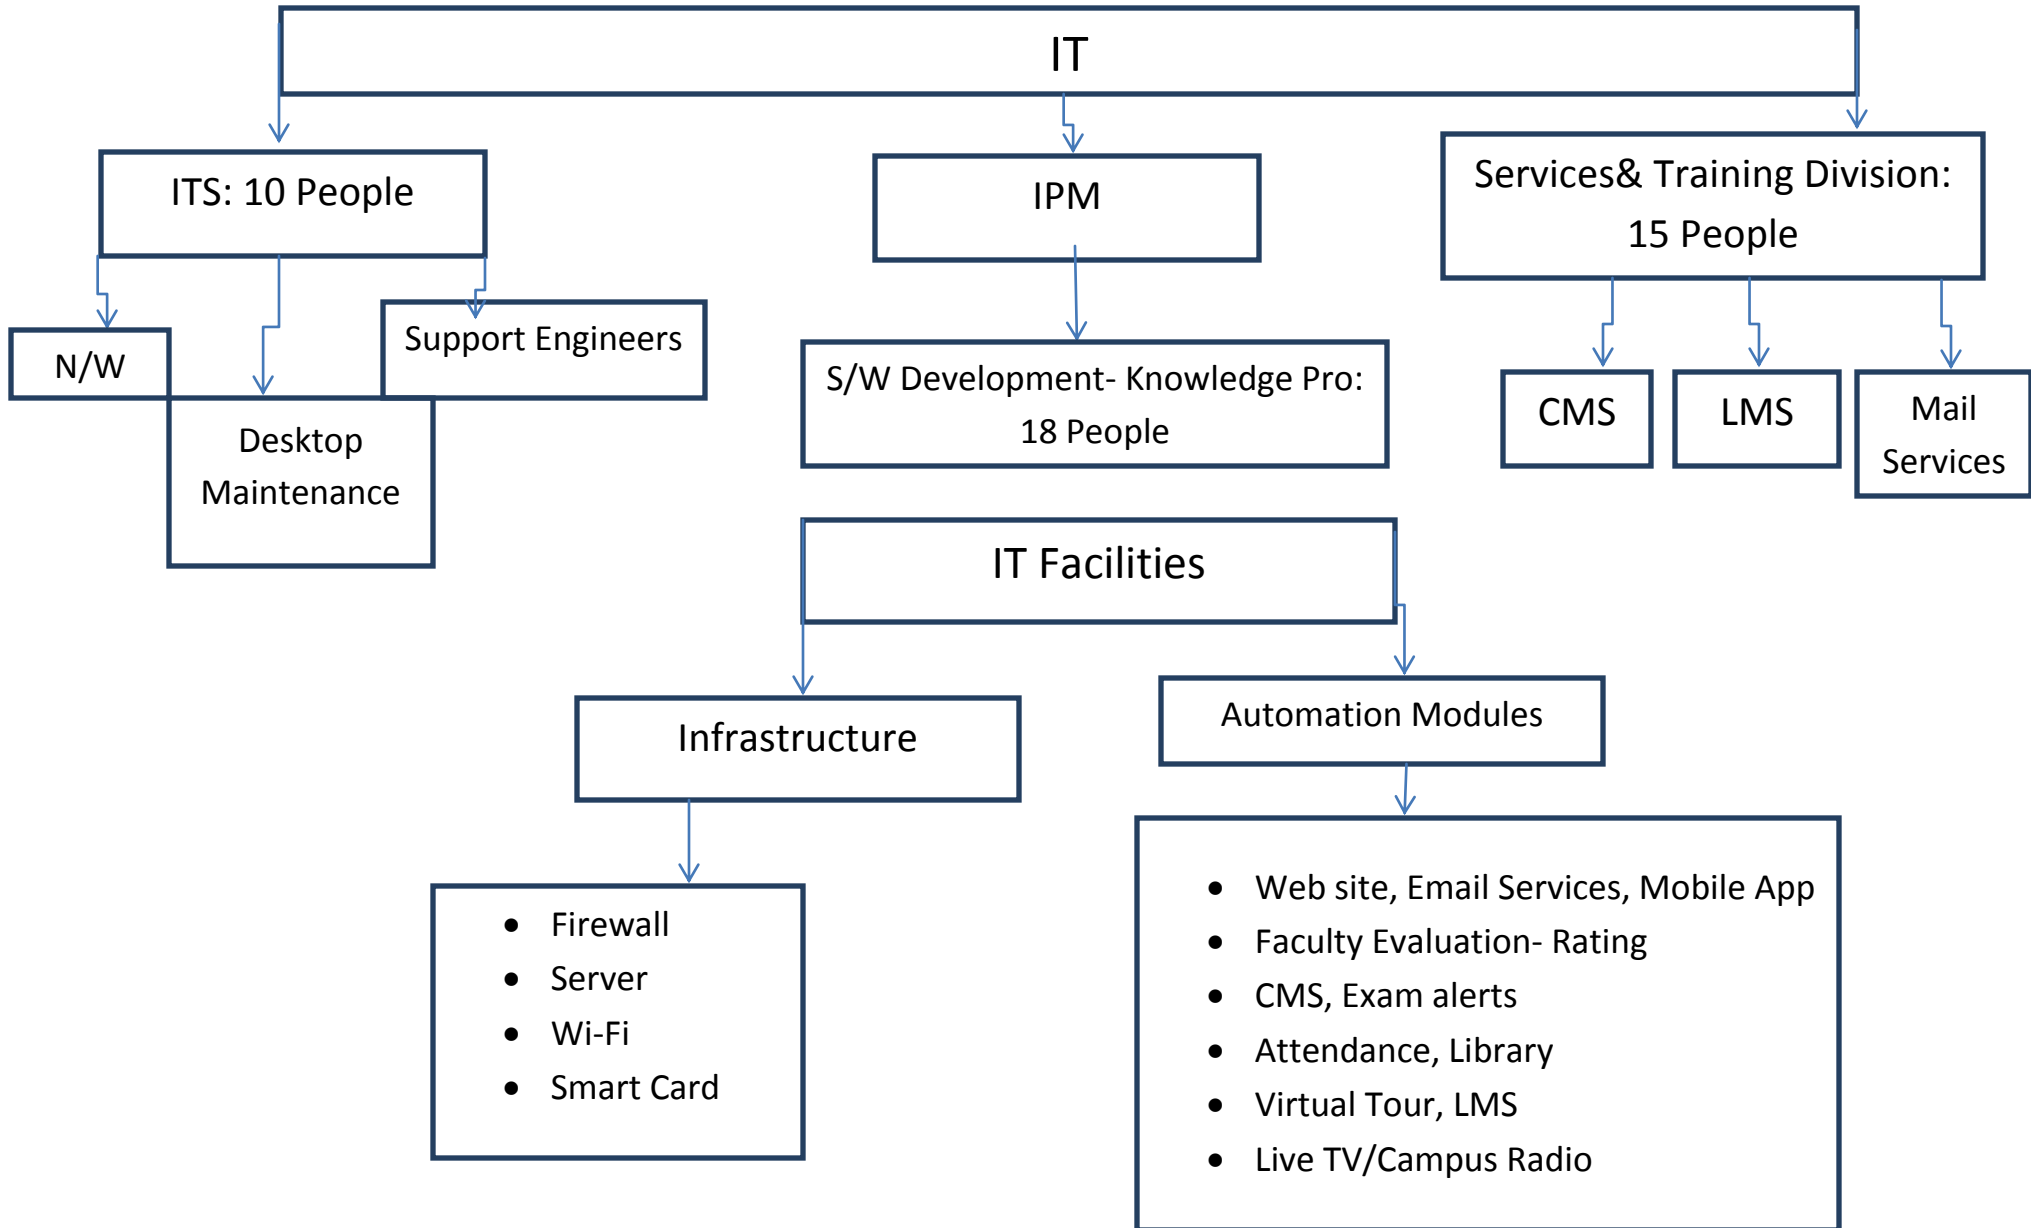 IT
ITS: 10 People
IPM
Services& Training Division:
15 People
N/W
Desktop
Maintenance
Support Engineers
S/W Development- Knowledge Pro:
18 People
CMS
LMS
Mail
Services
IT Facilities
Infrastructure
Automation Modules
• Firewall
• Server
• Wi-Fi
• Smart Card
• Web site, Email Services, Mobile App
• Faculty Evaluation- Rating
• CMS, Exam alerts
• Attendance, Library
• Virtual Tour, LMS
• Live TV/Campus Radio